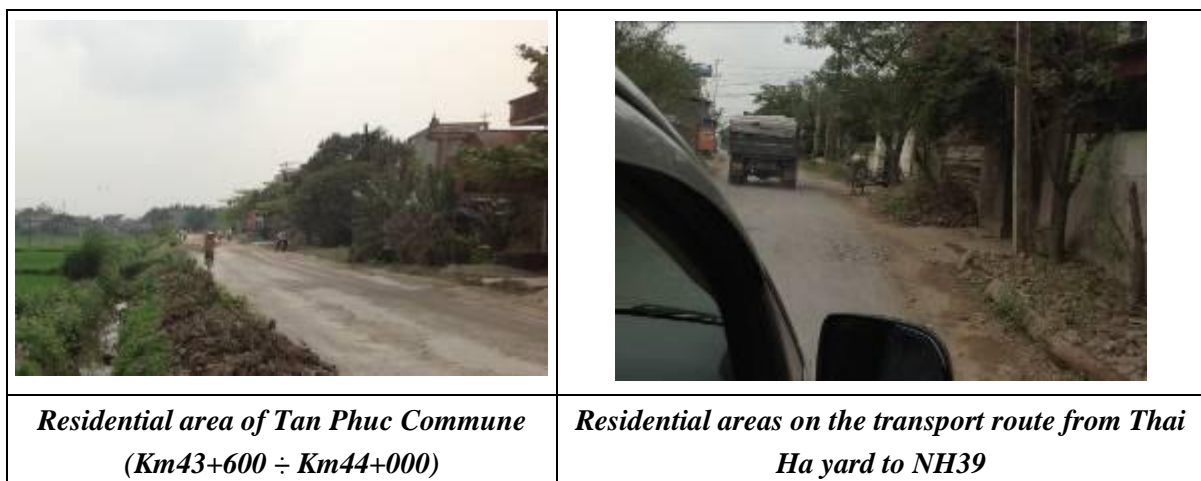 Residential area of Tan Phuc Commune
(Km43+600 ÷ Km44+000)
Residential areas on the transport route from Thai
Ha yard to NH39